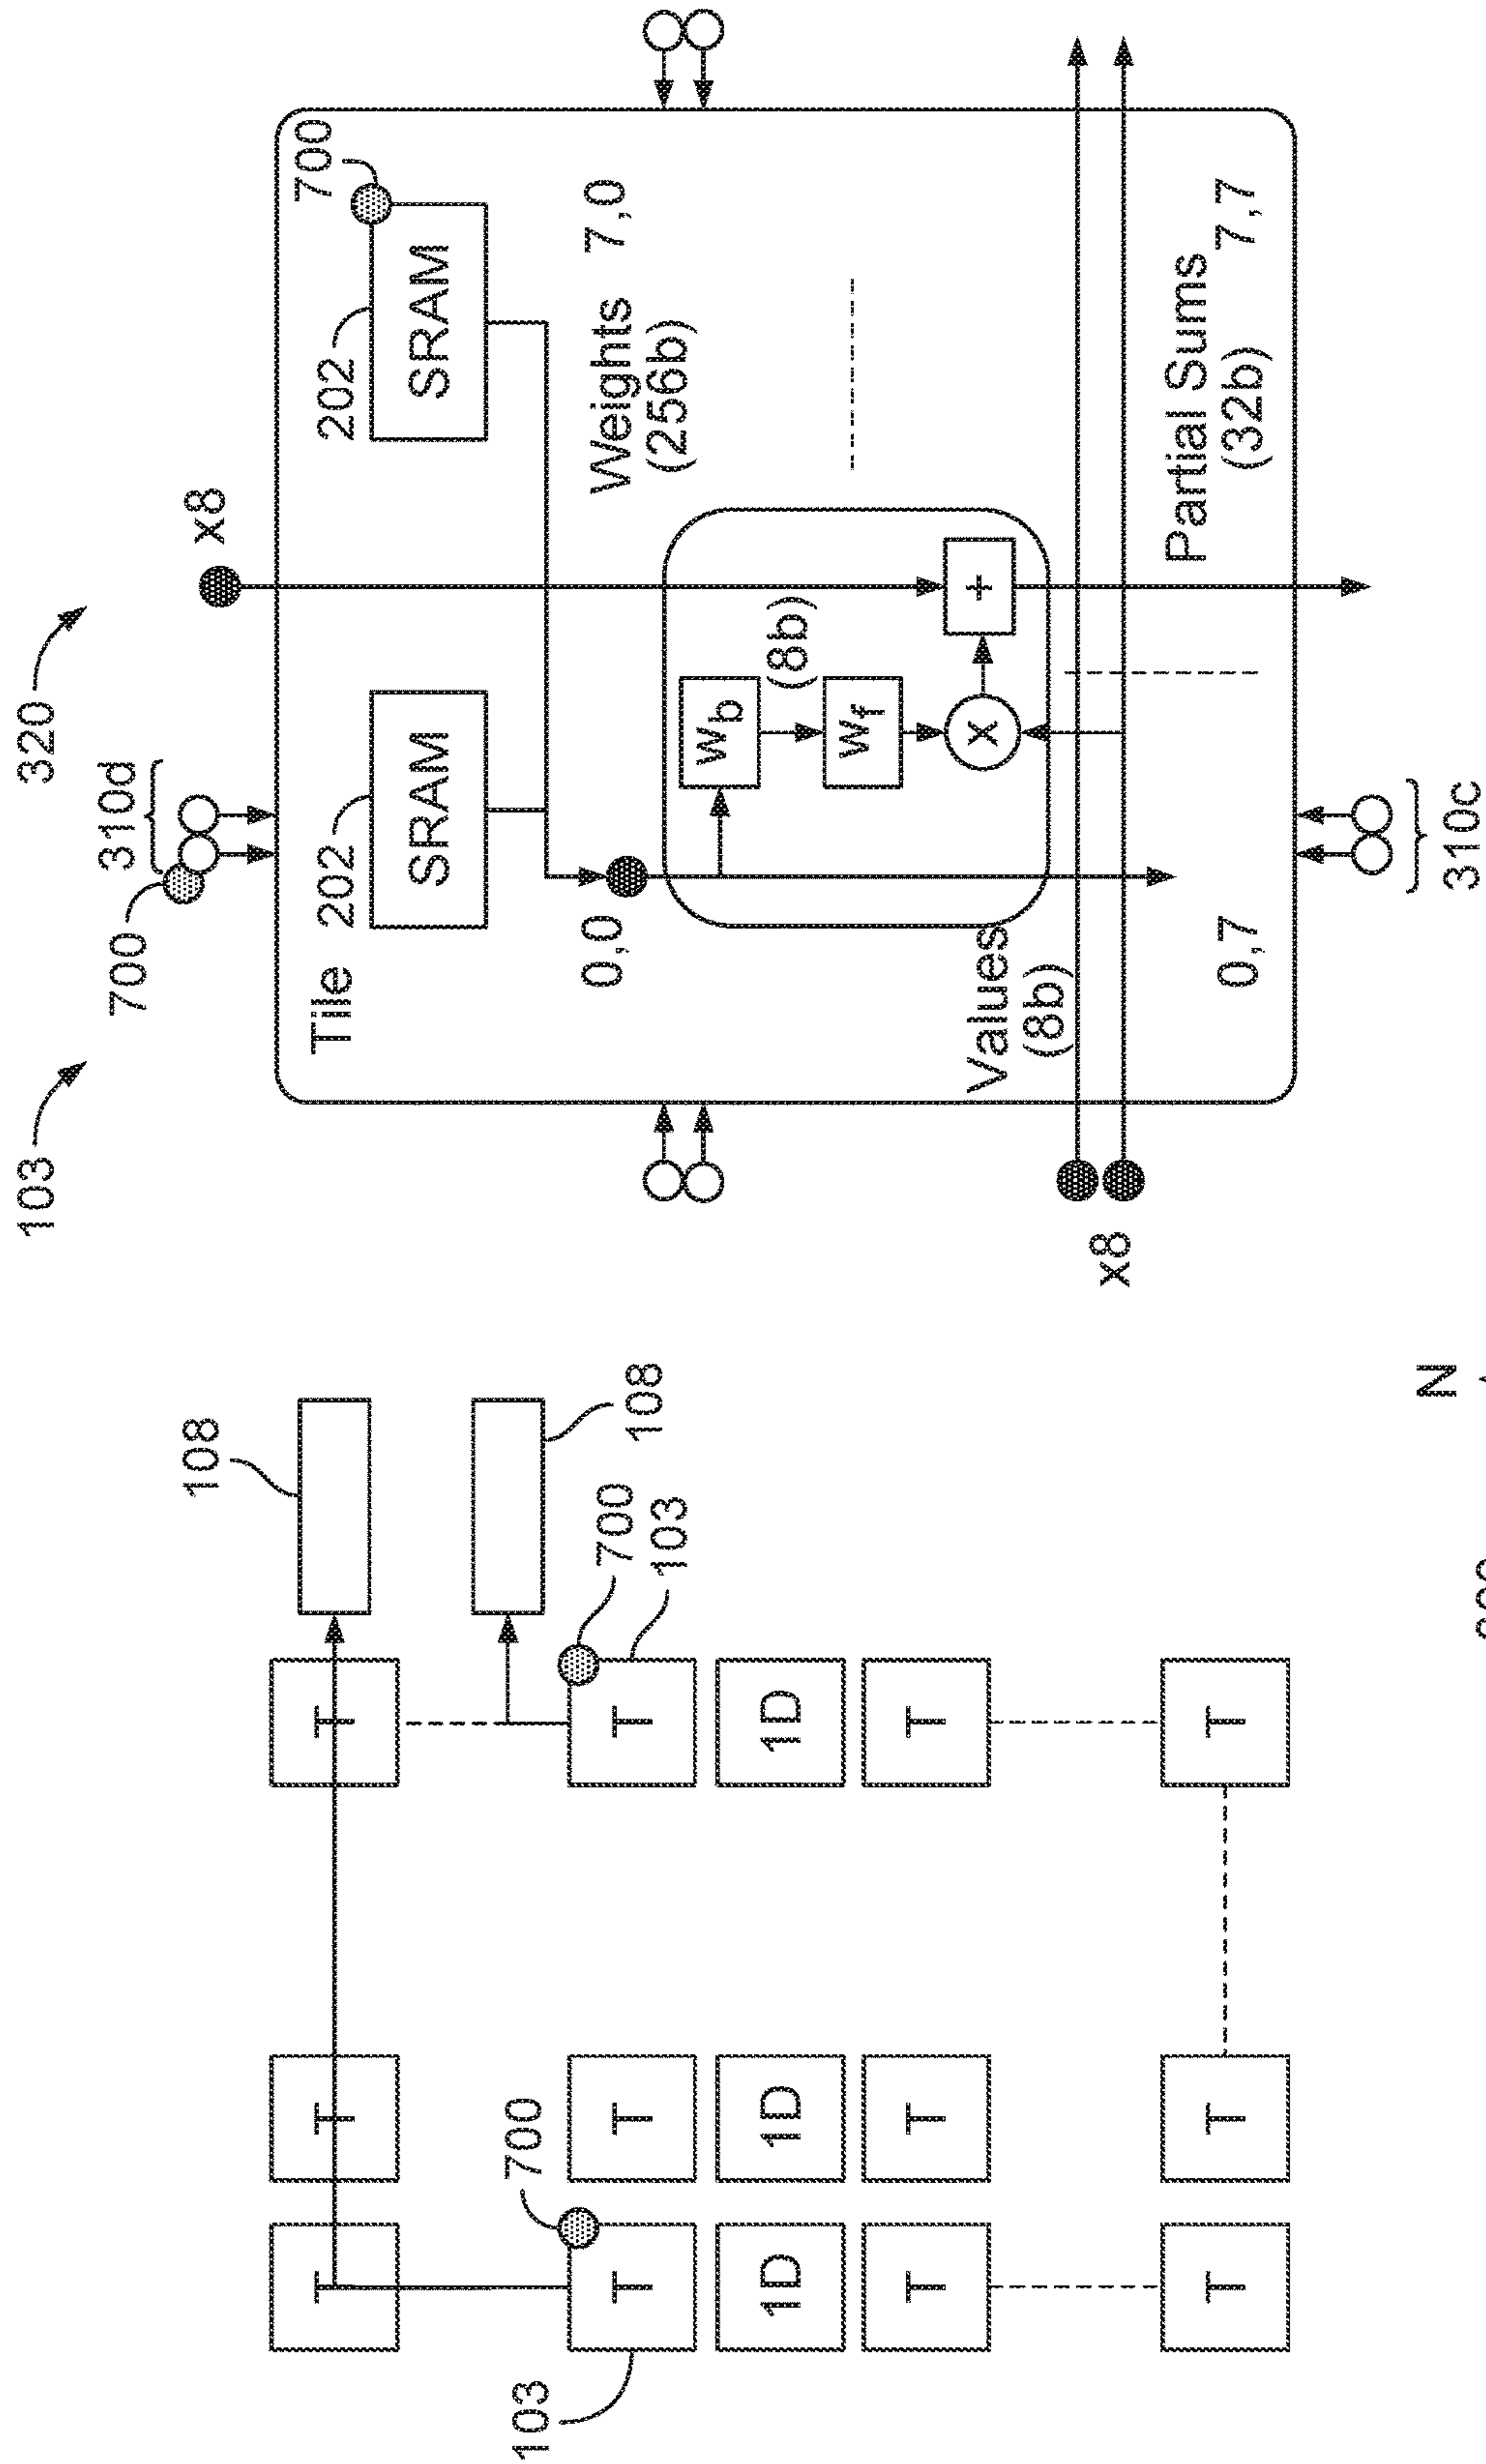 108
T T T
103 700
T T T
700
108
103
1D 1D 1D
T T T
T T T
N
103 320
310d
700
x8
700
Tile 202 202
SRAM SRAM
0,0 Weights 7,0
(256b)
Wb
(8b)
Wf
X +
Values
(8b)
x8
Partial Sums
(32b)
0,7 7,7
310c